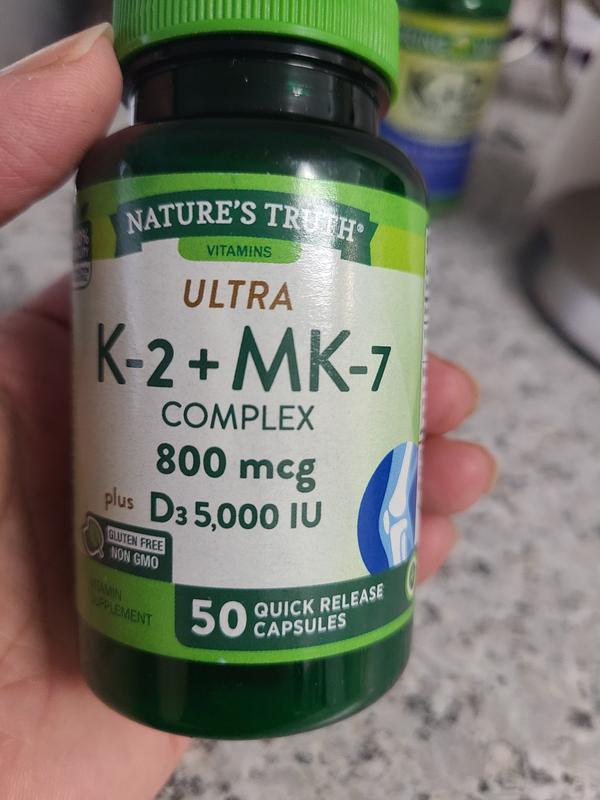 NATURE'S TRUTH®
VITAMINS
ULTRA
K-2 + MK-7
COMPLEX
800 mcg
plus D3 5,000 IU
GLUTEN FREE
NON GMO
VITAMIN
SUPPLEMENT
50 QUICK RELEASE
CAPSULES